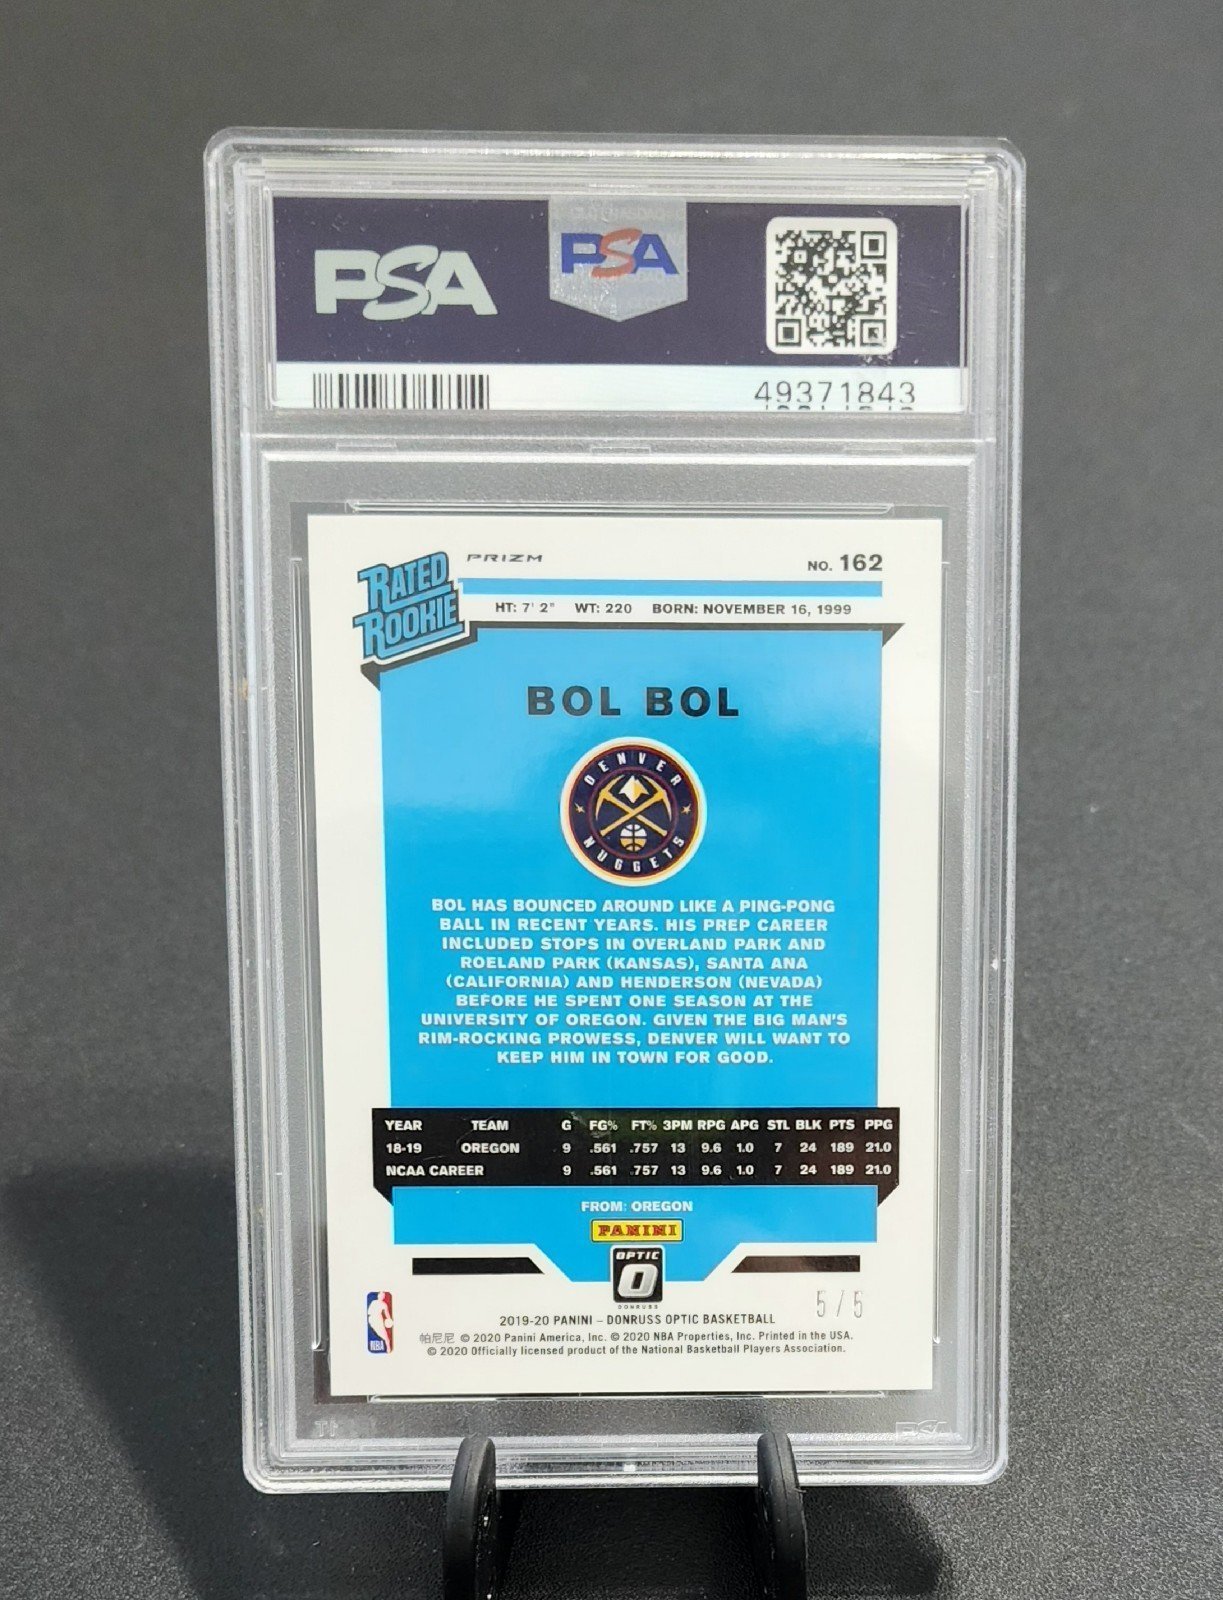 PSA
PSA
49371843
RATED
ROOKIE
PRIZM
NO. 162
HT: 7' 2" WT: 220 BORN: NOVEMBER 16, 1999
BOL BOL
DENVER
NUGGETS
BOL HAS BOUNCED AROUND LIKE A PING-PONG
BALL IN RECENT YEARS. HIS PREP CAREER
INCLUDED STOPS IN OVERLAND PARK AND
ROELAND PARK (KANSAS), SANTA ANA
(CALIFORNIA) AND HENDERSON (NEVADA)
BEFORE HE SPENT ONE SEASON AT THE
UNIVERSITY OF OREGON. GIVEN THE BIG MAN'S
RIM-ROCKING PROWESS, DENVER WILL WANT TO
KEEP HIM IN TOWN FOR GOOD.
YEAR TEAM G FG% FT% 3PM RPG APG STL BLK PTS PPG
18-19 OREGON 9 .561 .757 13 9.6 1.0 7 24 189 21.0
NCAA CAREER 9 .561 .757 13 9.6 1.0 7 24 189 21.0
FROM: OREGON
PANINI
OPTIC
O
DONRUSS
5/5
NBA
2019-20 PANINI – DONRUSS OPTIC BASKETBALL
帕尼尼 © 2020 Panini America, Inc. © 2020 NBA Properties, Inc. Printed in the USA.
© 2020 Officially licensed product of the National Basketball Players Association.
PSA